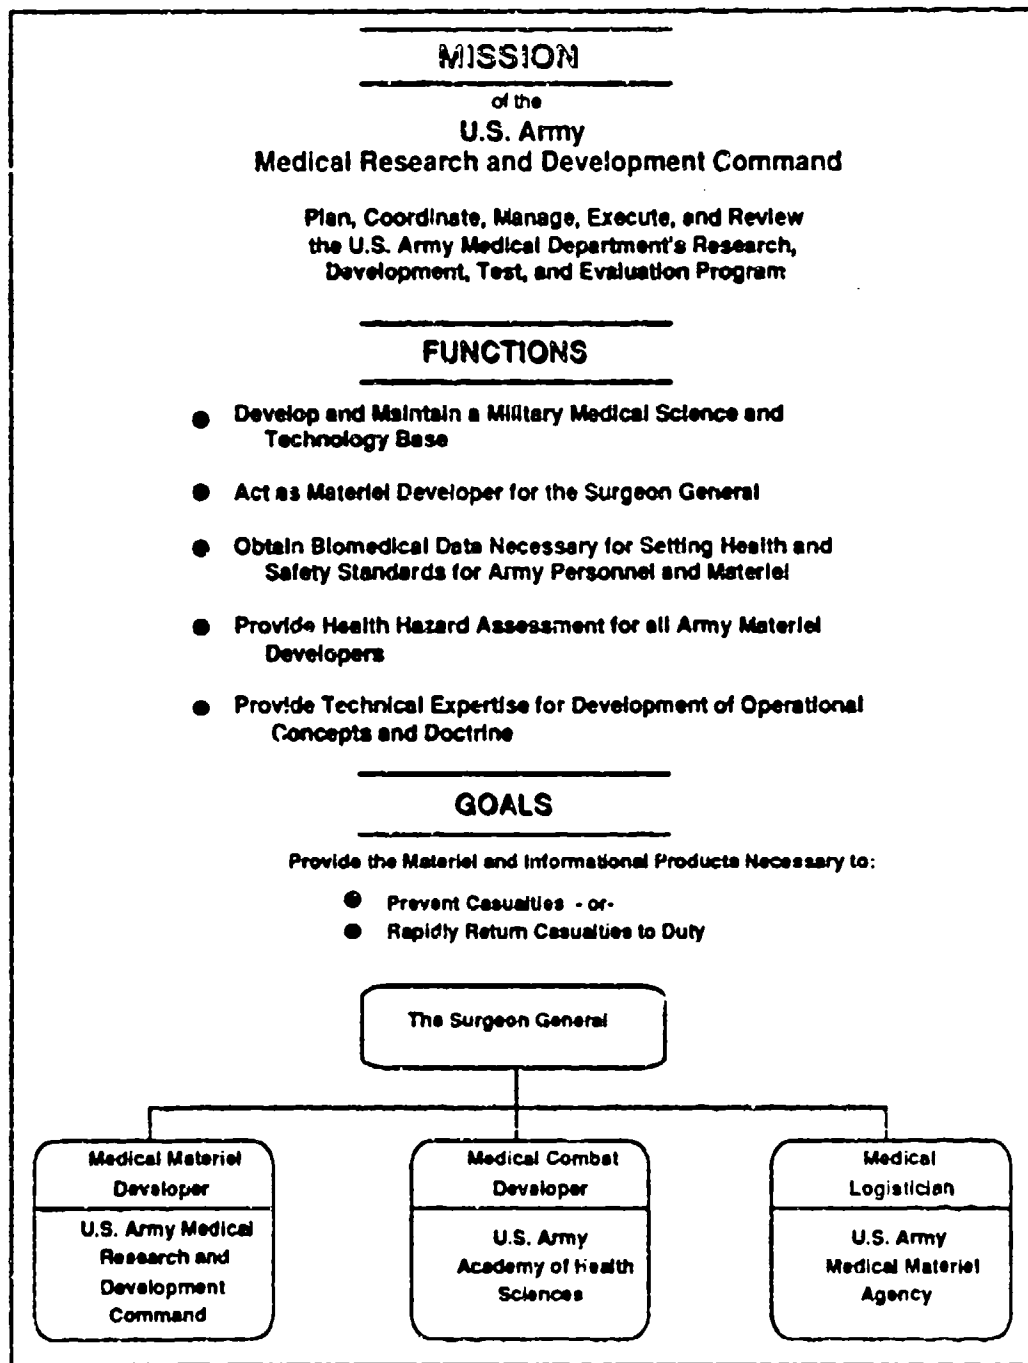 MISSION
of the
U.S. Army
Medical Research and Development Command
Plan, Coordinate, Manage, Execute, and Review
the U.S. Army Medical Department's Research,
Development, Test, and Evaluation Program
FUNCTIONS
● Develop and Maintain a Military Medical Science and
Technology Base
● Act as Materiel Developer for the Surgeon General
● Obtain Biomedical Data Necessary for Setting Health and
Safety Standards for Army Personnel and Materiel
● Provide Health Hazard Assessment for all Army Materiel
Developers
● Provide Technical Expertise for Development of Operational
Concepts and Doctrine
GOALS
Provide the Materiel and Informational Products Necessary to:
● Prevent Casualties - or-
● Rapidly Return Casualties to Duty
The Surgeon General
Medical Materiel
Developer
U.S. Army Medical
Research and
Development
Command
Medical Combat
Developer
U.S. Army
Academy of Health
Sciences
Medical
Logistician
U.S. Army
Medical Materiel
Agency